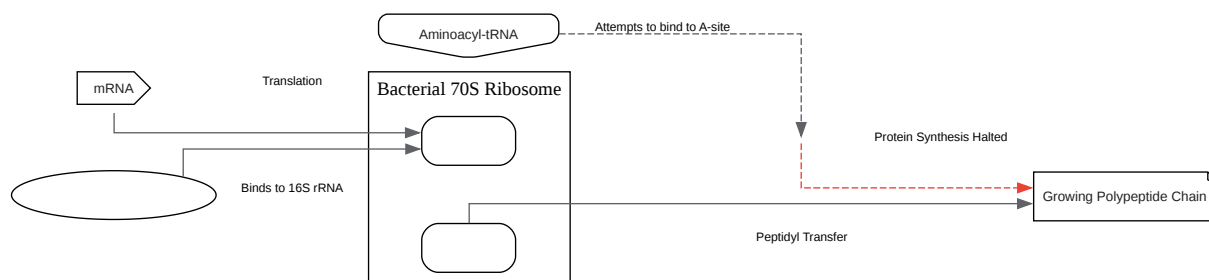 Aminoacyl-tRNA
Attempts to bind to A-site
mRNA
Translation
Bacterial 70S Ribosome
Protein Synthesis Halted
Binds to 16S rRNA
Growing Polypeptide Chain
Peptidyl Transfer